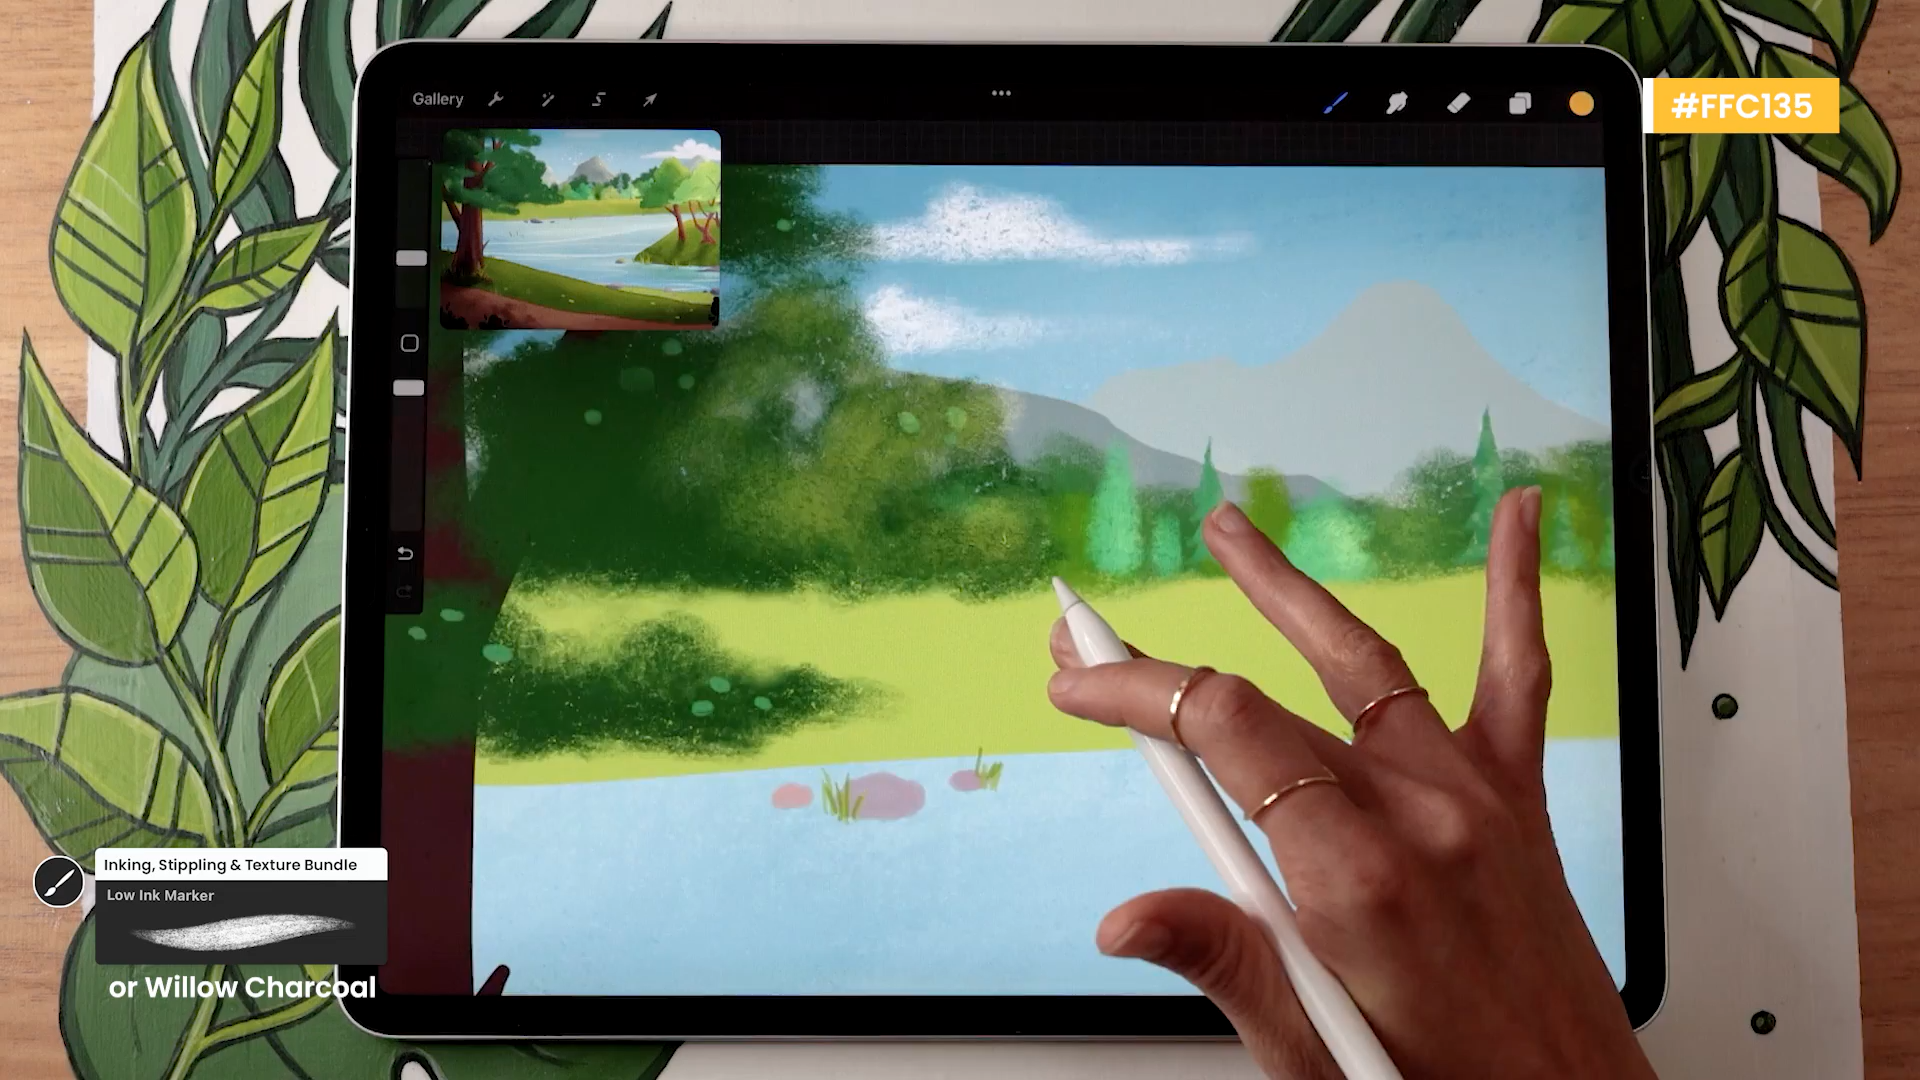 Gallery
#FFC135
Inking, Stippling & Texture Bundle
Low Ink Marker
or Willow Charcoal